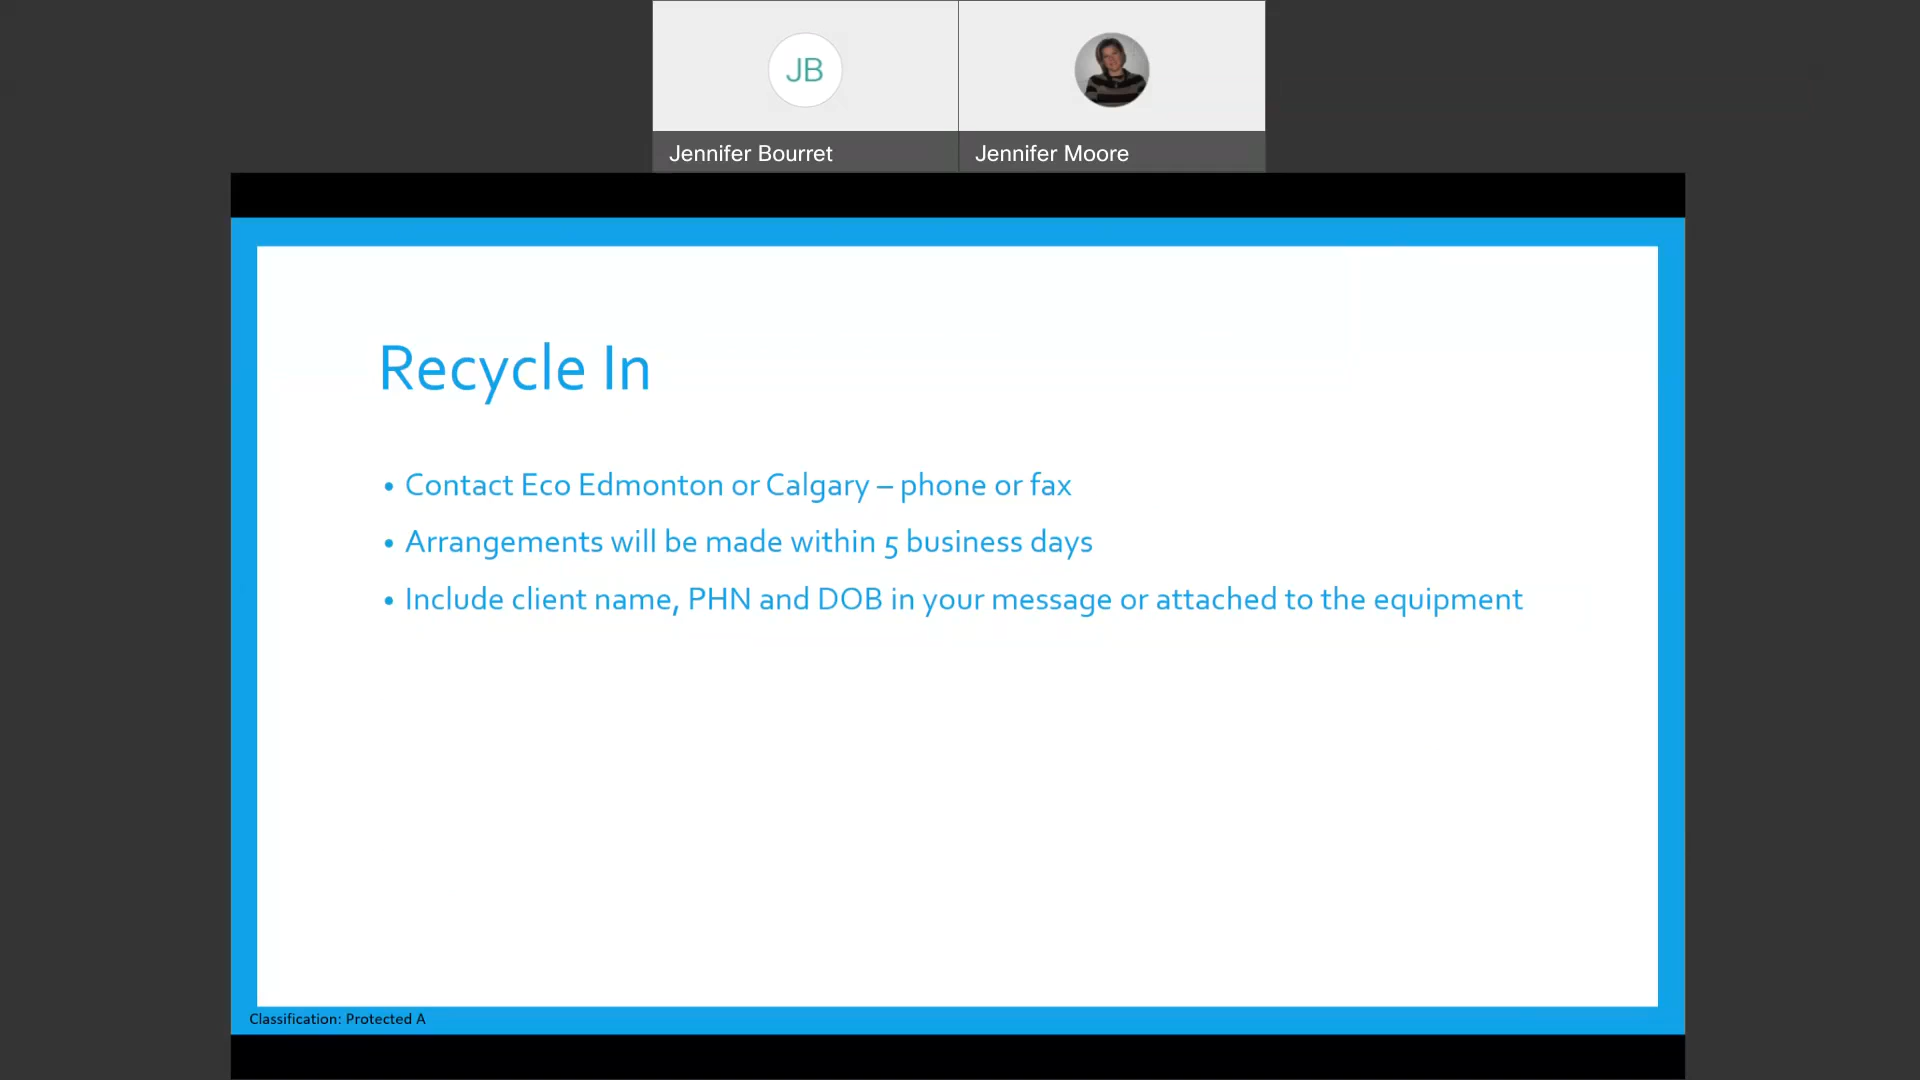 JB
Jennifer Bourret
Jennifer Moore
Recycle In
• Contact Eco Edmonton or Calgary – phone or fax
• Arrangements will be made within 5 business days
• Include client name, PHN and DOB in your message or attached to the equipment
Classification: Protected A